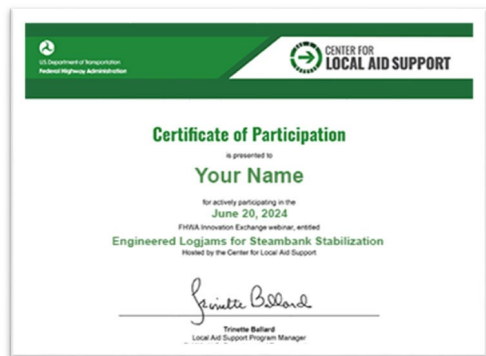 U.S. Department of Transportation
Federal Highway Administration
CENTER FOR
LOCAL AID SUPPORT
Certificate of Participation
is presented to
Your Name
for actively participating in the
June 20, 2024
FHWA Innovation Exchange webinar, entitled
Engineered Logjams for Steambank Stabilization
Hosted by the Center for Local Aid Support
Trinette Ballard
Trinette Ballard
Local Aid Support Program Manager